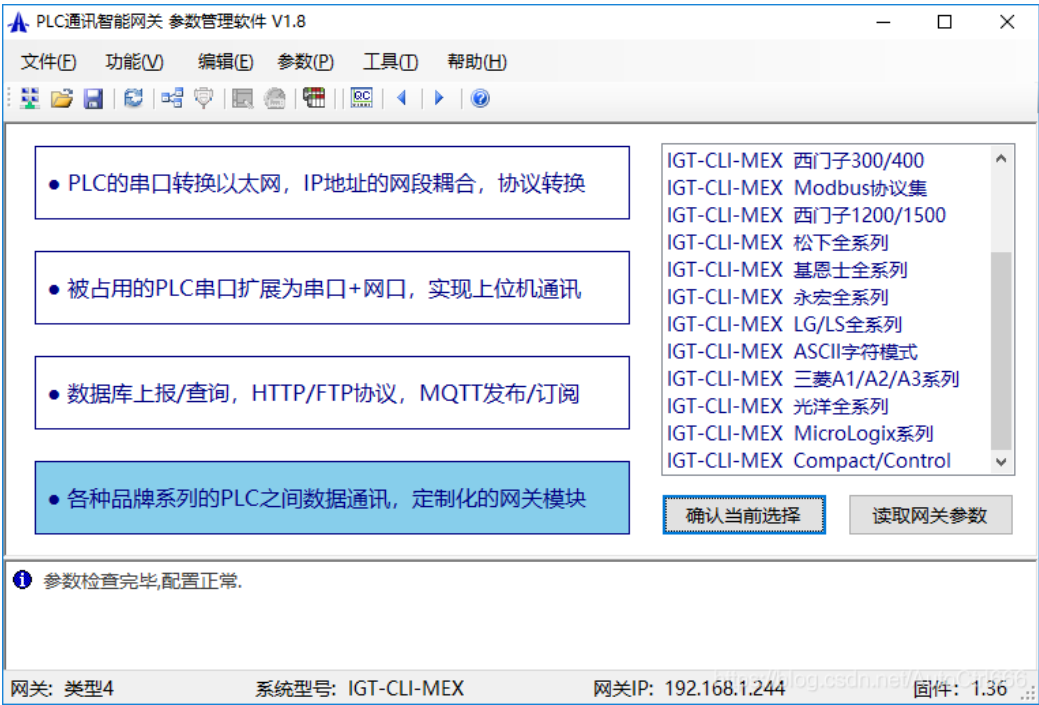 PLC通讯智能网关 参数管理软件 V1.8
文件(F) 功能(V) 编辑(E) 参数(P) 工具(T) 帮助(H)
QC
● PLC的串口转换以太网，IP地址的网段耦合，协议转换
● 被占用的PLC串口扩展为串口+网口，实现上位机通讯
● 数据库上报/查询，HTTP/FTP协议，MQTT发布/订阅
● 各种品牌系列的PLC之间数据通讯，定制化的网关模块
IGT-CLI-MEX 西门子300/400
IGT-CLI-MEX Modbus协议集
IGT-CLI-MEX 西门子1200/1500
IGT-CLI-MEX 松下全系列
IGT-CLI-MEX 基恩士全系列
IGT-CLI-MEX 永宏全系列
IGT-CLI-MEX LG/LS全系列
IGT-CLI-MEX ASCII字符模式
IGT-CLI-MEX 三菱A1/A2/A3系列
IGT-CLI-MEX 光洋全系列
IGT-CLI-MEX MicroLogix系列
IGT-CLI-MEX Compact/Control
确认当前选择 读取网关参数
参数检查完毕,配置正常.
网关: 类型4 系统型号: IGT-CLI-MEX 网关IP: 192.168.1.244 固件: 1.36
https://blog.csdn.net/AutoCtrl666